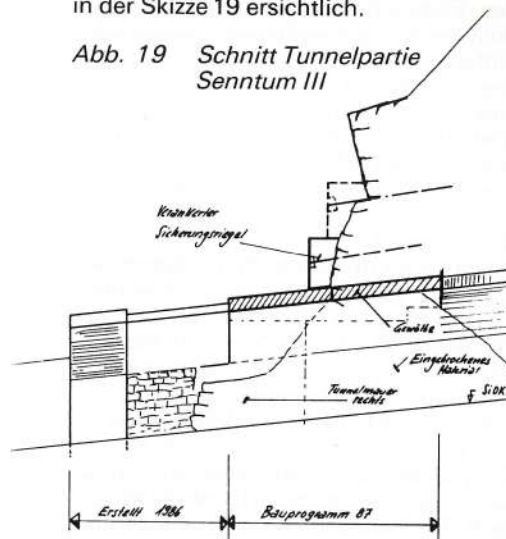 in der Skizze 19 ersichtlich.
Abb. 19 Schnitt Tunnelpartie
Senntum III
Verankerter
Sicherungsriegel
Gewölbe
Eingebrochenes
Material
Tunnelmauer
rechts
SiOK
Erstellt 1986
Bauprogramm 87